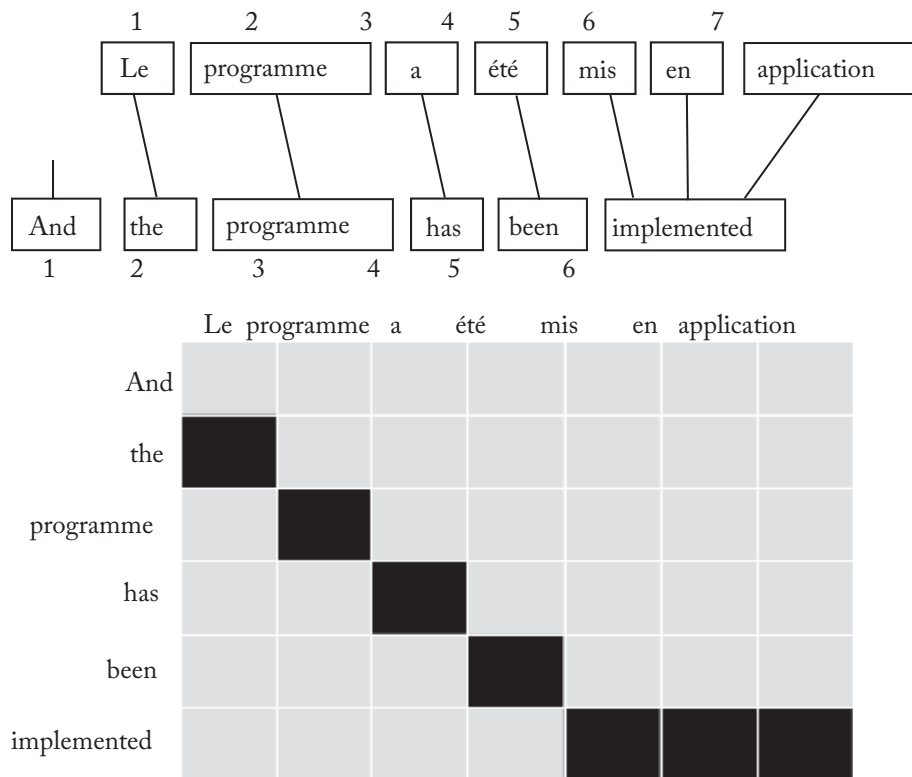 1 2 3 4 5 6 7
Le programme a été mis en application
And the programme has been implemented
1 2 3 4 5 6
Le programme a été mis en application
And
the
programme
has
been
implemented